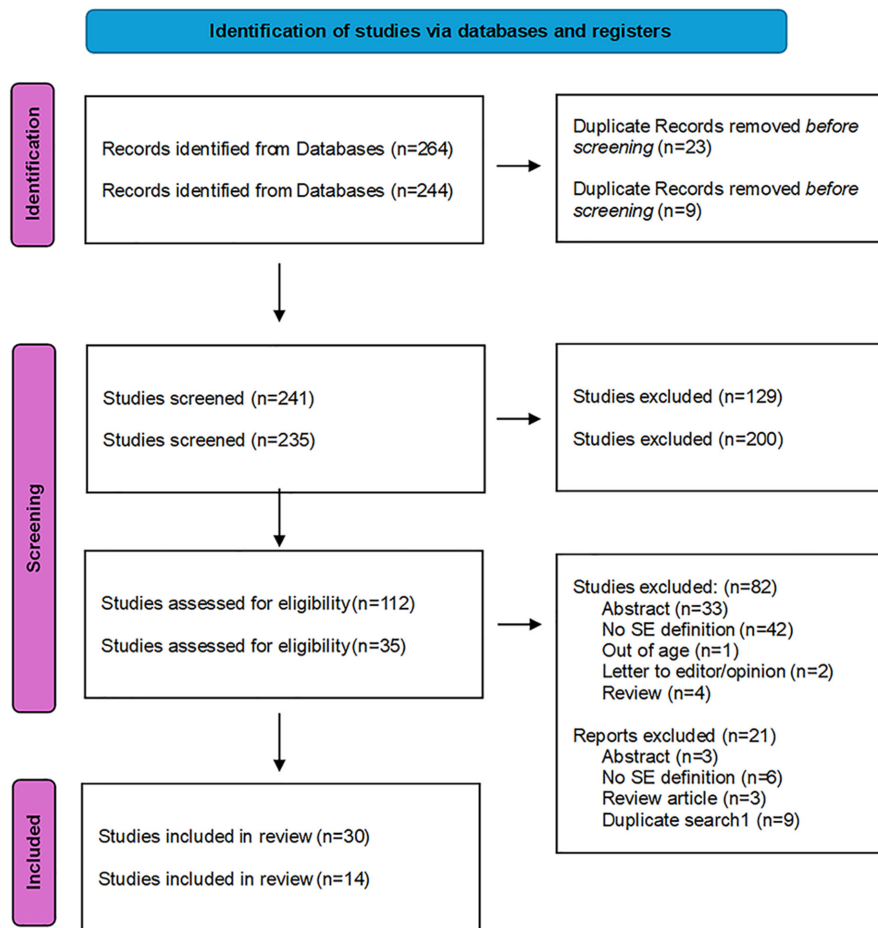 Identification of studies via databases and registers
Identification
Records identified from Databases (n=264)
Records identified from Databases (n=244)
Duplicate Records removed before
screening (n=23)
Duplicate Records removed before
screening (n=9)
Screening
Studies screened (n=241)
Studies screened (n=235)
Studies excluded (n=129)
Studies excluded (n=200)
Studies assessed for eligibility(n=112)
Studies assessed for eligibility(n=35)
Studies excluded: (n=82)
Abstract (n=33)
No SE definition (n=42)
Out of age (n=1)
Letter to editor/opinion (n=2)
Review (n=4)
Reports excluded (n=21)
Abstract (n=3)
No SE definition (n=6)
Review article (n=3)
Duplicate search1 (n=9)
Included
Studies included in review (n=30)
Studies included in review (n=14)